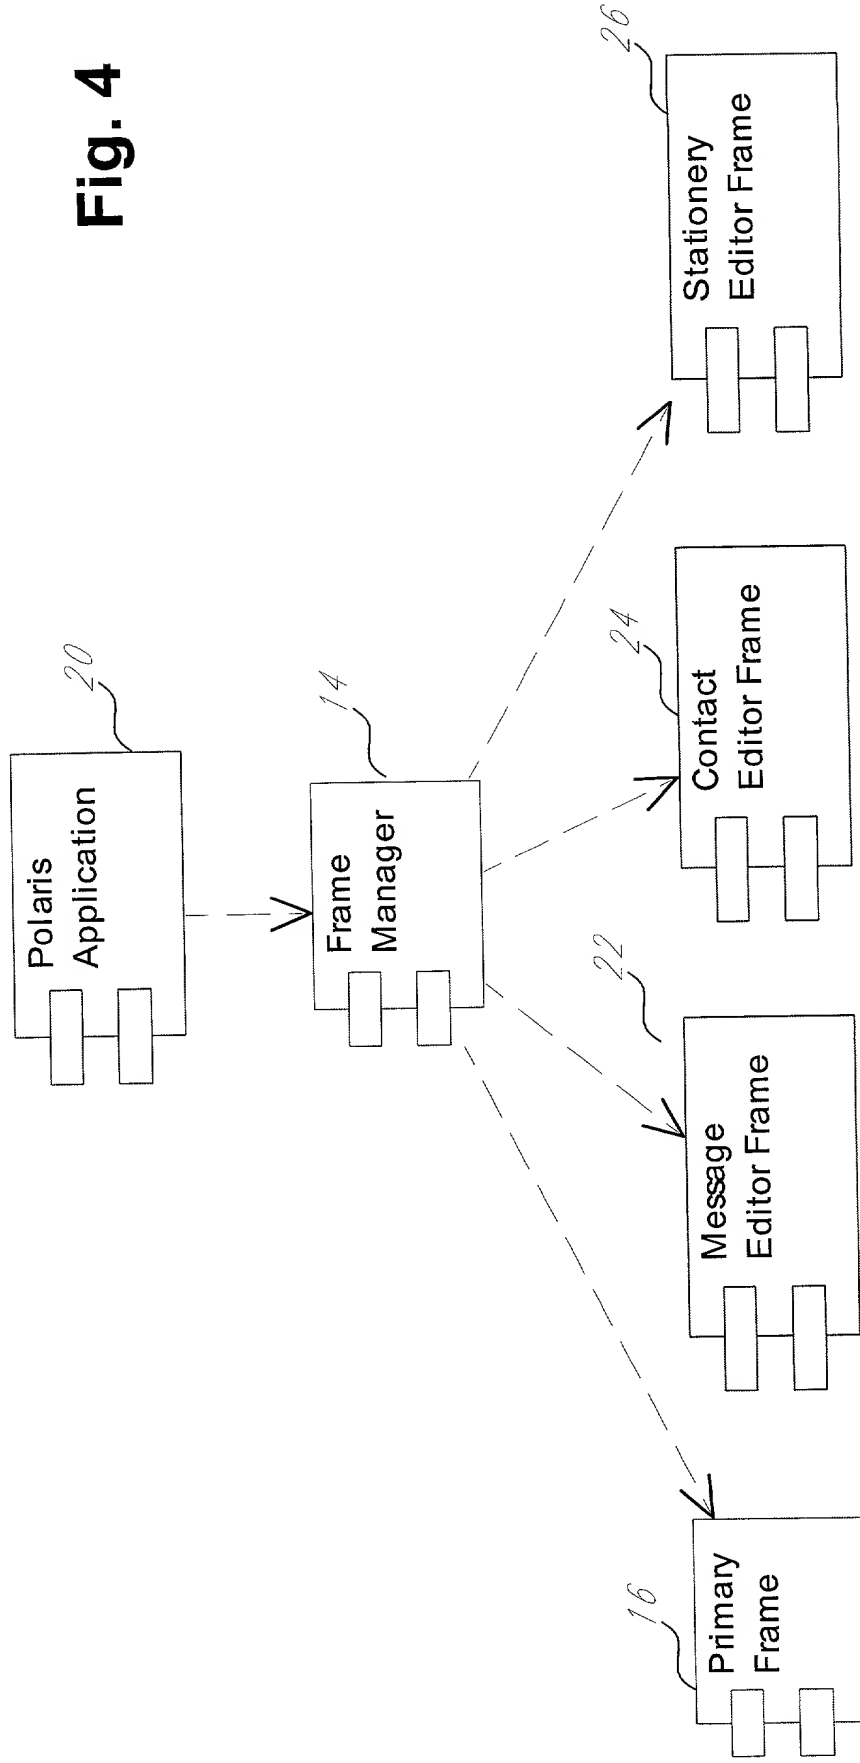 Fig. 4
20
Polaris
Application
14
Frame
Manager
16
Primary
Frame
22
Message
Editor Frame
24
Contact
Editor Frame
26
Stationery
Editor Frame